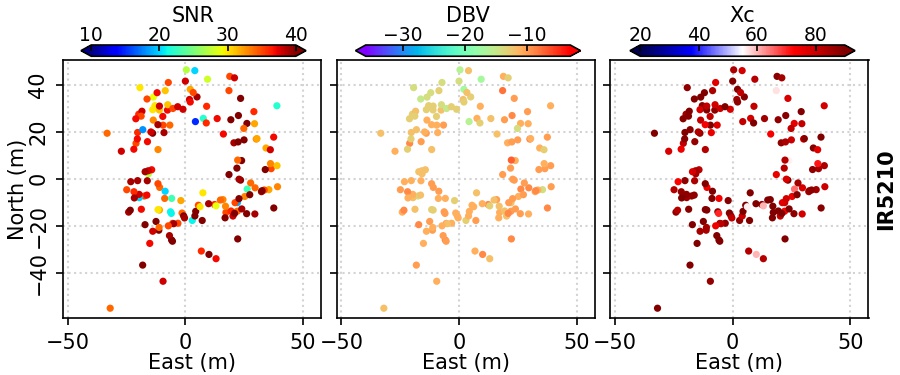 SNR DBV Xc
10 20 30 40 −30 −20 −10 20 40 60 80
40
20
0
−20
−40
North (m)
IR5210
−50 0 50 −50 0 50 −50 0 50
East (m) East (m) East (m)